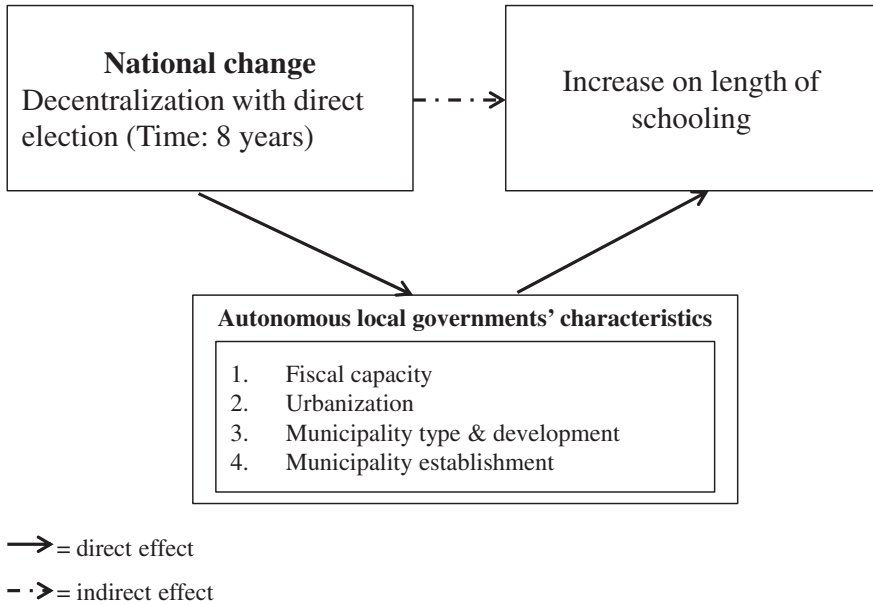 National change
Decentralization with direct
election (Time: 8 years)
Increase on length of
schooling
Autonomous local governments’ characteristics
1. Fiscal capacity
2. Urbanization
3. Municipality type & development
4. Municipality establishment
= direct effect
= indirect effect